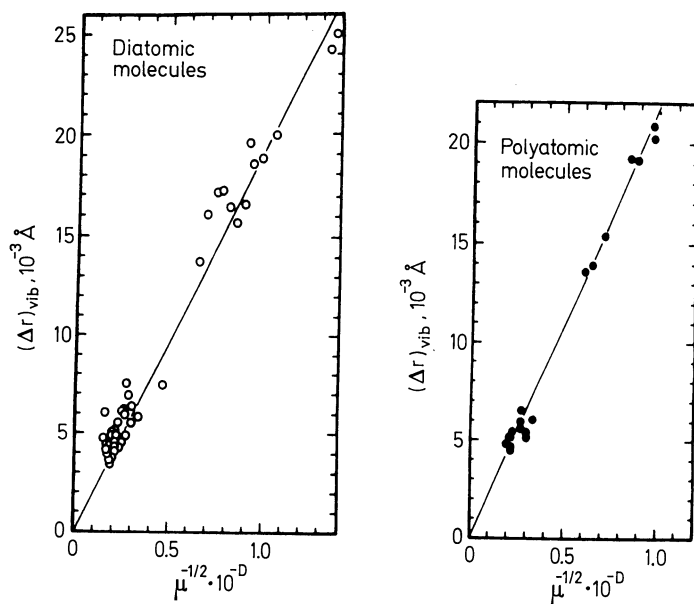 25
20
15
10
5
0
(Δr)vib, 10⁻³ Å
Diatomic
molecules
0 0.5 1.0
μ⁻¹/² · 10⁻ᴰ
20
15
10
5
0
(Δr)vib, 10⁻³ Å
Polyatomic
molecules
0 0.5 1.0
μ⁻¹/² · 10⁻ᴰ